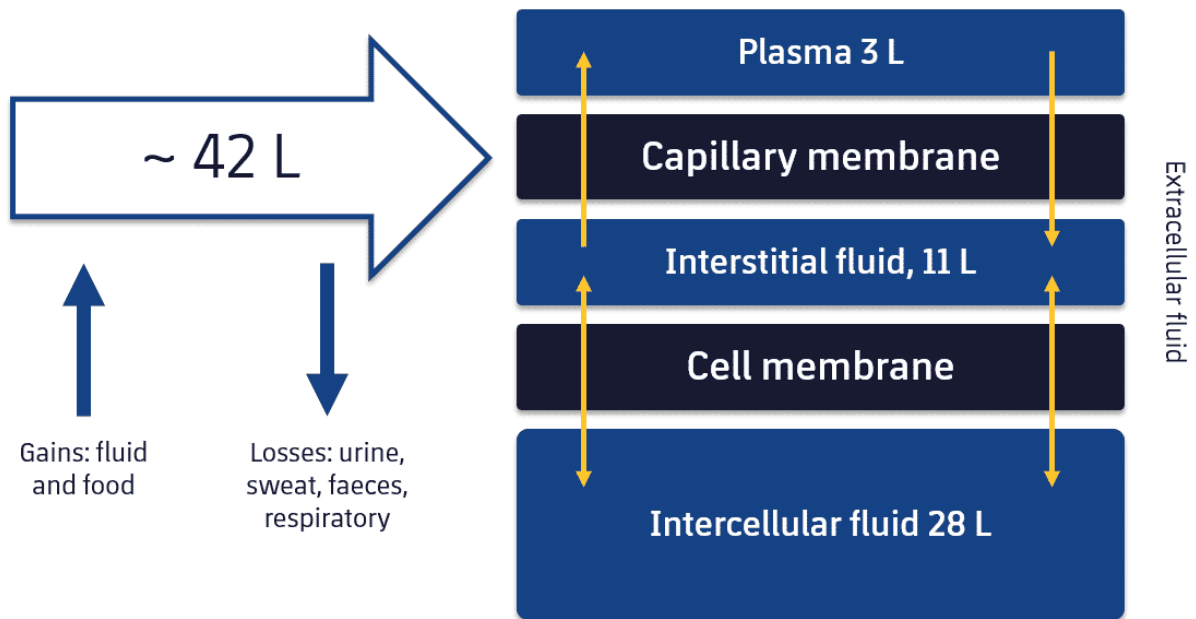 ~ 42 L
Gains: fluid
and food
Losses: urine,
sweat, faeces,
respiratory
Plasma 3 L
Capillary membrane
Interstitial fluid, 11 L
Cell membrane
Intercellular fluid 28 L
Extracellular fluid